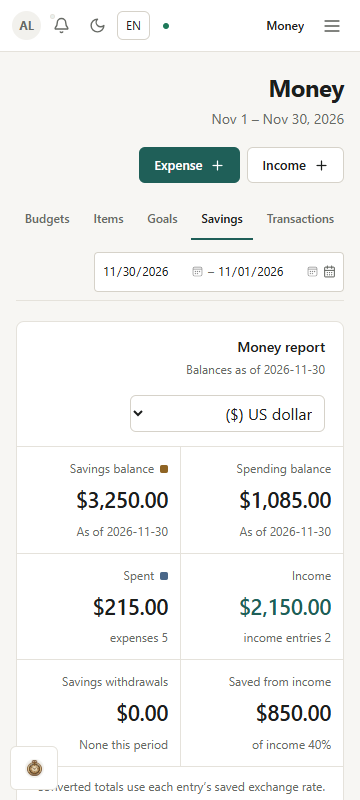 AL EN Money
Money
Nov 1 – Nov 30, 2026
Expense + Income +
Budgets Items Goals Savings Transactions
11/30/2026 – 11/01/2026
Money report
Balances as of 2026-11-30
($) US dollar
Savings balance Spending balance
$3,250.00 $1,085.00
As of 2026-11-30 As of 2026-11-30
Spent Income
$215.00 $2,150.00
expenses 5 income entries 2
Savings withdrawals Saved from income
$0.00 $850.00
None this period of income 40%
converted totals use each entry's saved exchange rate.